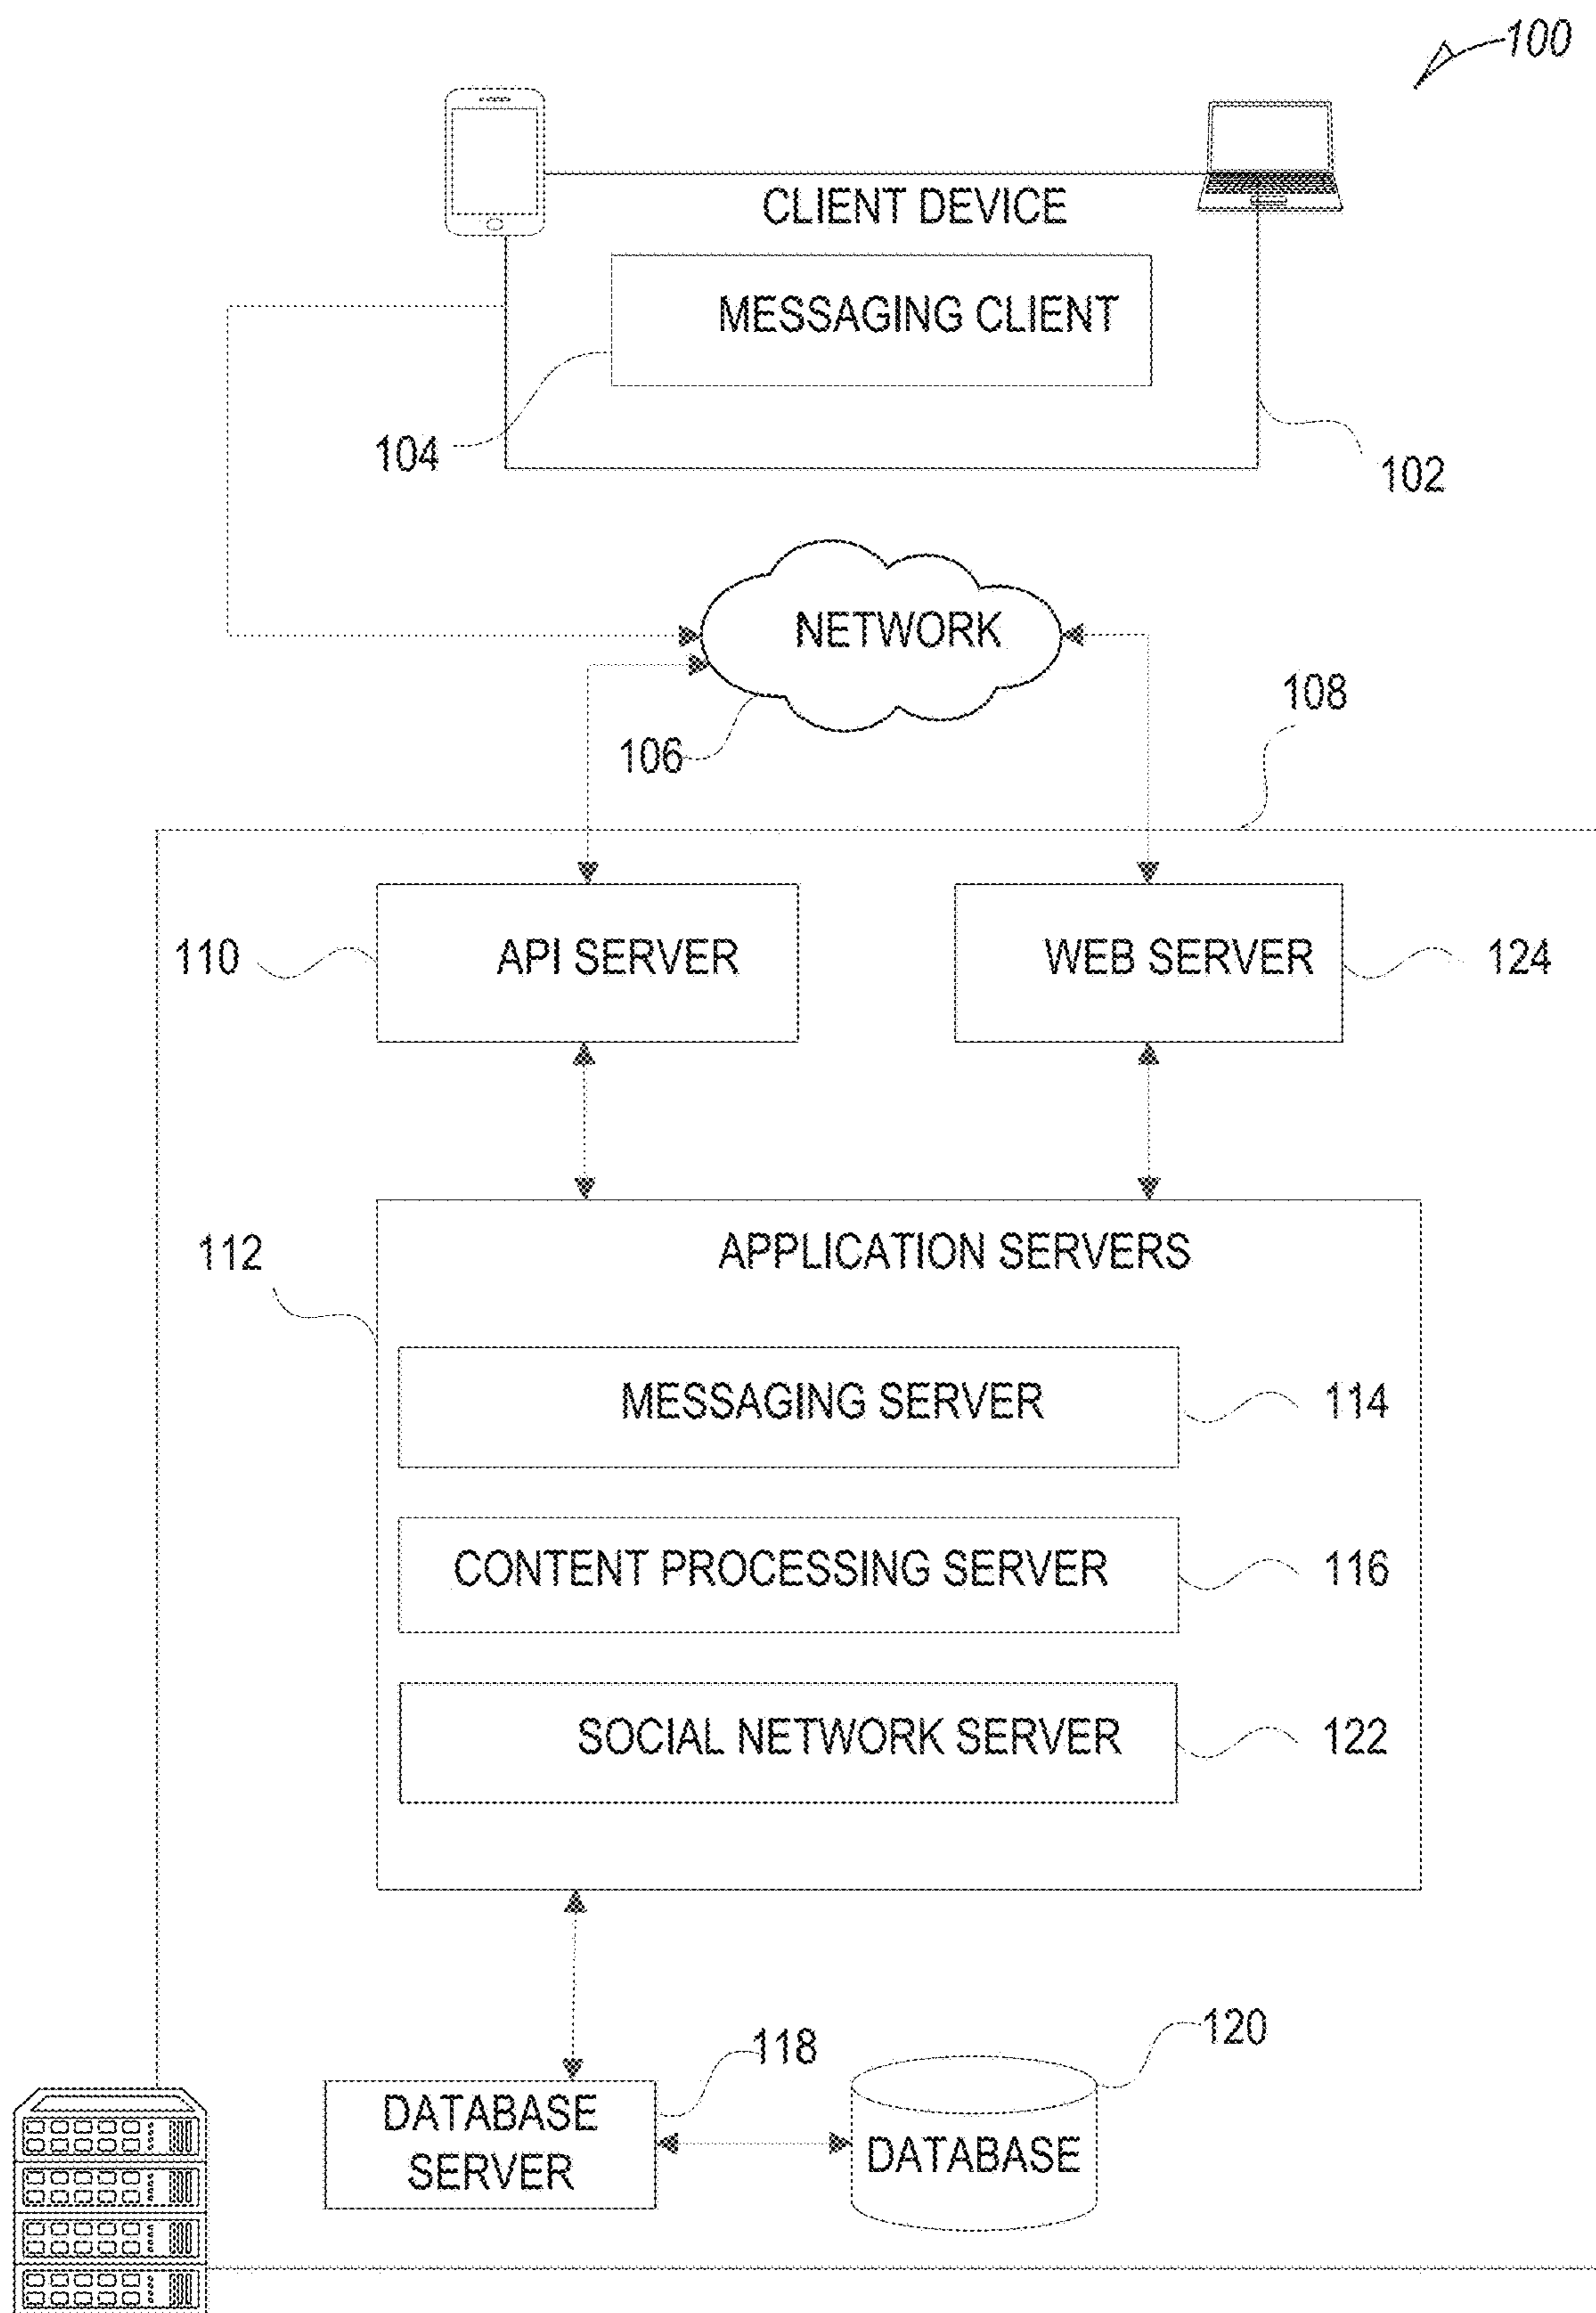 100
CLIENT DEVICE
MESSAGING CLIENT
104
102
NETWORK
106
108
110
API SERVER
WEB SERVER
124
112
APPLICATION SERVERS
MESSAGING SERVER
114
CONTENT PROCESSING SERVER
116
SOCIAL NETWORK SERVER
122
118
120
DATABASE
SERVER
DATABASE